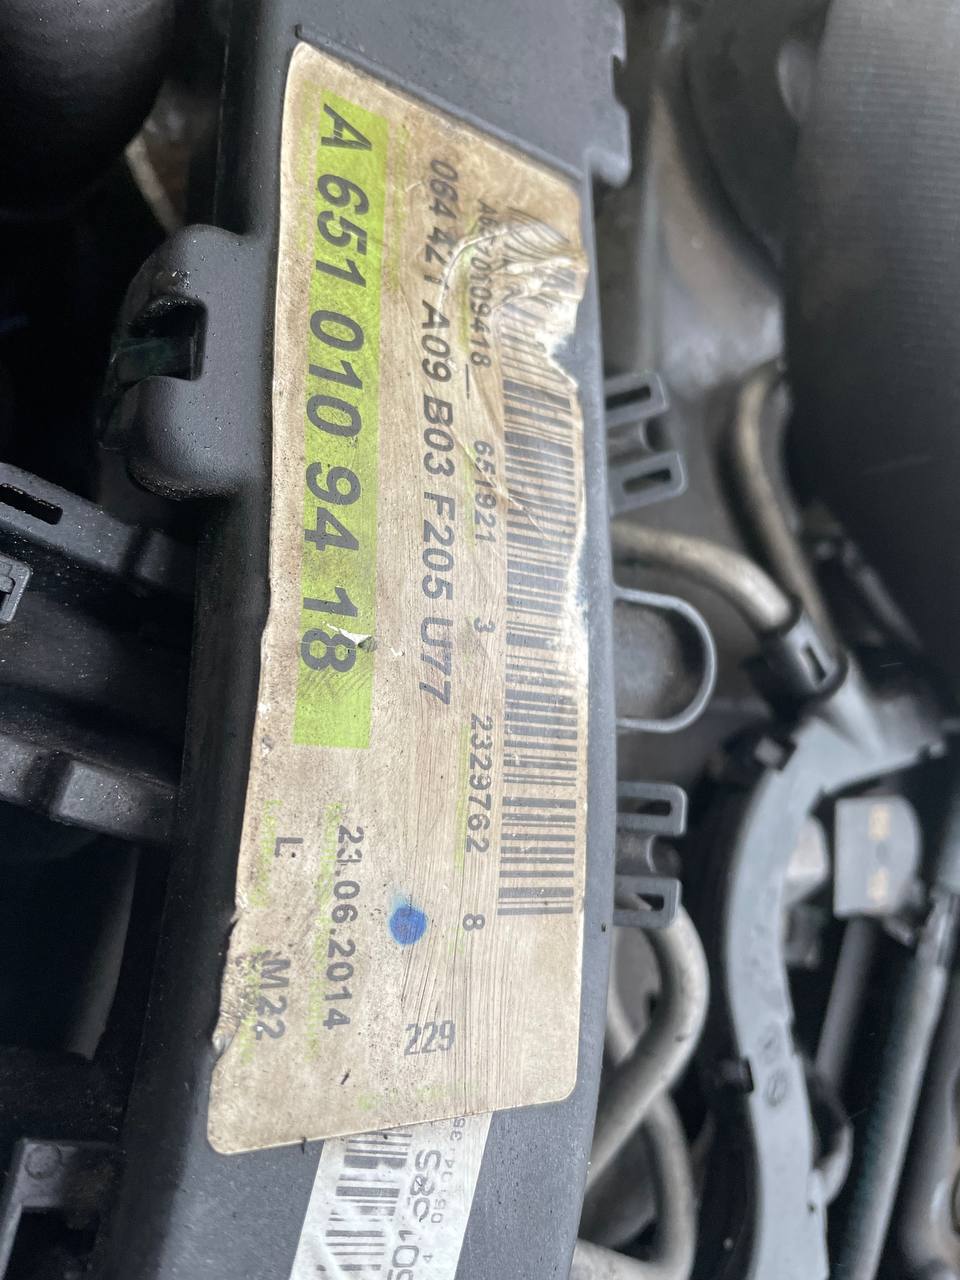 A 651 010 94 18
064 421 A09 B03 F205 U77
651921 3 2329762 8
23.06.2014
L M22
229